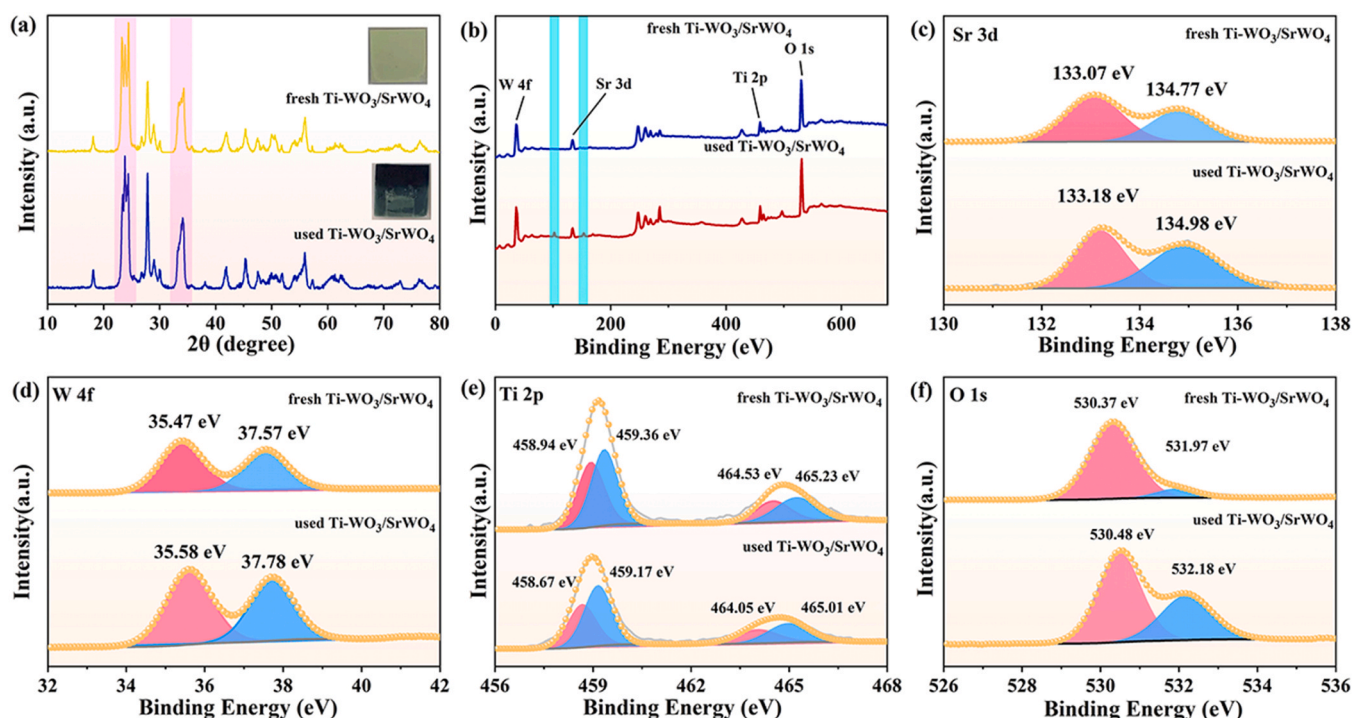 (a)
fresh Ti-WO₃/SrWO₄
used Ti-WO₃/SrWO₄
Intensity (a.u.)
10 20 30 40 50 60 70 80
2θ (degree)
(b)
fresh Ti-WO₃/SrWO₄
O 1s
W 4f
Sr 3d
Ti 2p
used Ti-WO₃/SrWO₄
Intensity (a.u.)
0 200 400 600
Binding Energy (eV)
(c)
Sr 3d
fresh Ti-WO₃/SrWO₄
133.07 eV
134.77 eV
used Ti-WO₃/SrWO₄
133.18 eV
134.98 eV
Intensity(a.u.)
130 132 134 136 138
Binding Energy (eV)
(d)
W 4f
fresh Ti-WO₃/SrWO₄
35.47 eV
37.57 eV
used Ti-WO₃/SrWO₄
35.58 eV
37.78 eV
Intensity(a.u.)
32 34 36 38 40 42
Binding Energy (eV)
(e)
Ti 2p
fresh Ti-WO₃/SrWO₄
458.94 eV
459.36 eV
464.53 eV
465.23 eV
used Ti-WO₃/SrWO₄
458.67 eV
459.17 eV
464.05 eV
465.01 eV
Intensity(a.u.)
456 459 462 465 468
Binding Energy (eV)
(f)
O 1s
fresh Ti-WO₃/SrWO₄
530.37 eV
531.97 eV
used Ti-WO₃/SrWO₄
530.48 eV
532.18 eV
Intensity(a.u.)
526 528 530 532 534 536
Binding Energy (eV)